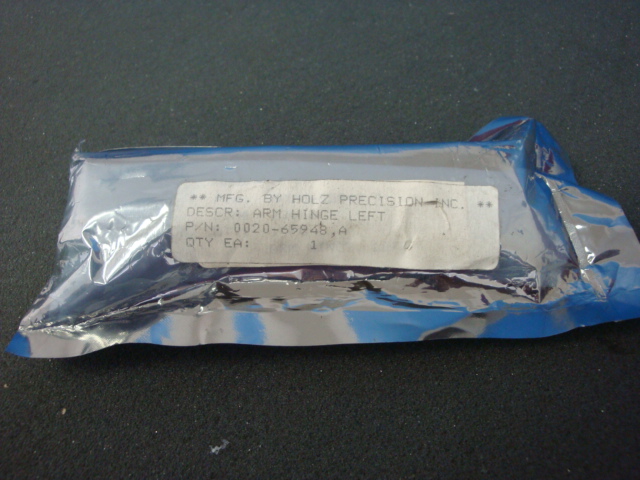 ** MFG. BY HOLZ PRECISION INC. **
DESCR: ARM HINGE LEFT
P/N: 0020-65948,A
QTY EA: 1